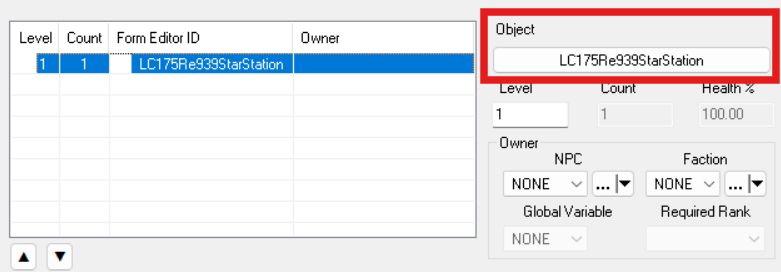 Object
Level Count Form Editor ID Owner
1 1 LC175Re939StarStation
LC175Re939StarStation
Level Count Health %
1 1 100.00
Owner
NPC Faction
NONE ... NONE ...
Global Variable Required Rank
NONE